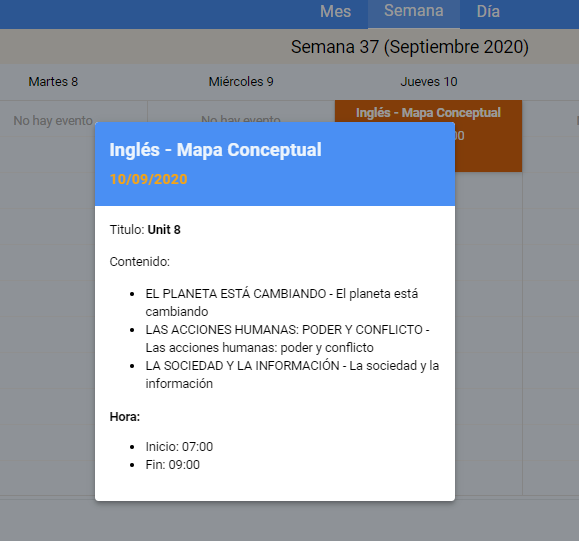 Mes Semana Día
Semana 37 (Septiembre 2020)
Martes 8 Miércoles 9 Jueves 10
No hay evento No hay evento Inglés - Mapa Conceptual
Inglés - Mapa Conceptual
10/09/2020
Titulo: Unit 8
Contenido:
• EL PLANETA ESTÁ CAMBIANDO - El planeta está
cambiando
• LAS ACCIONES HUMANAS: PODER Y CONFLICTO -
Las acciones humanas: poder y conflicto
• LA SOCIEDAD Y LA INFORMACIÓN - La sociedad y la
información
Hora:
• Inicio: 07:00
• Fin: 09:00